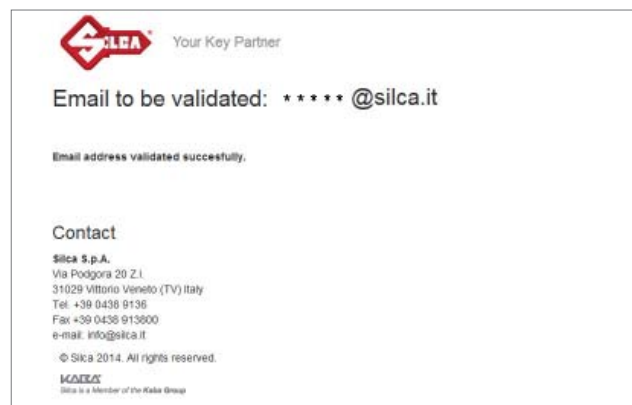 SILCA Your Key Partner
Email to be validated: ***** @silca.it
Email address validated succesfully.
Contact
Silca S.p.A.
Via Podgora 20 Z.I.
31029 Vittorio Veneto (TV) Italy
Tel. +39 0438 9136
Fax +39 0438 913800
e-mail: info@silca.it
© Silca 2014. All rights reserved.
KABA
Silca is a Member of the Kaba Group